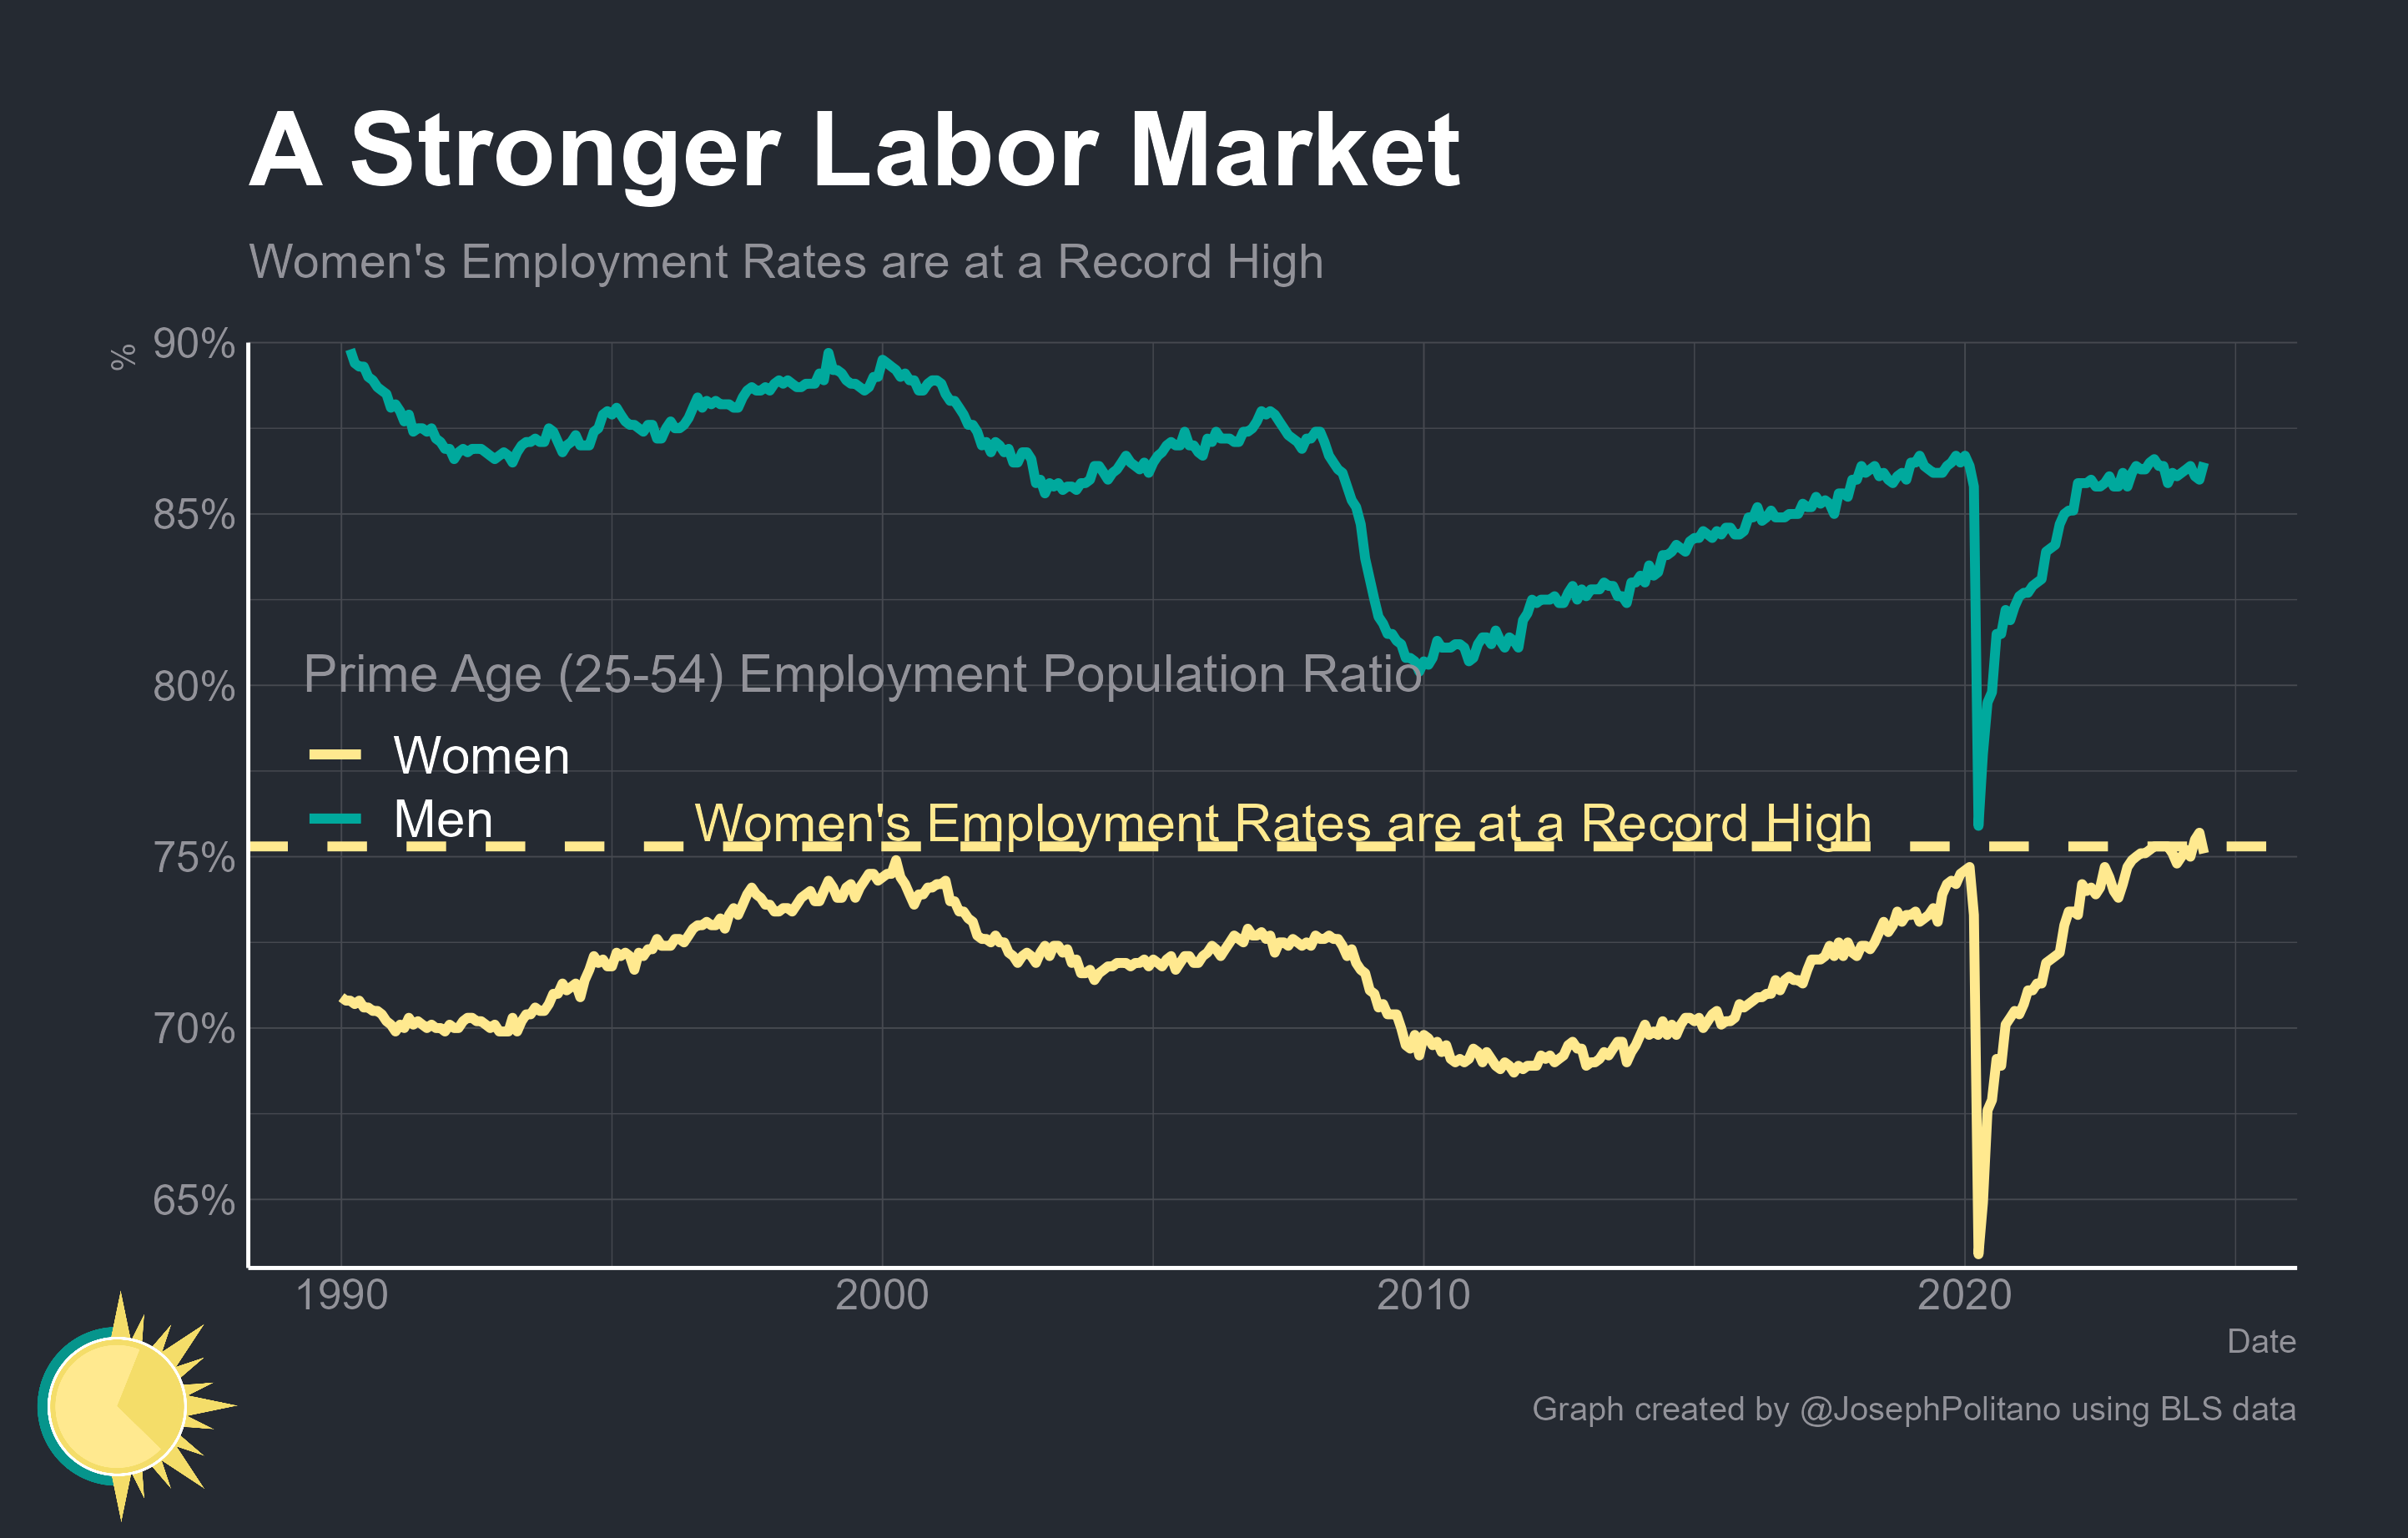 A Stronger Labor Market
Women's Employment Rates are at a Record High
%
90%
85%
80%
75%
70%
65%
Prime Age (25-54) Employment Population Ratio
Women
Men
Women's Employment Rates are at a Record High
1990 2000 2010 2020
Date
Graph created by @JosephPolitano using BLS data